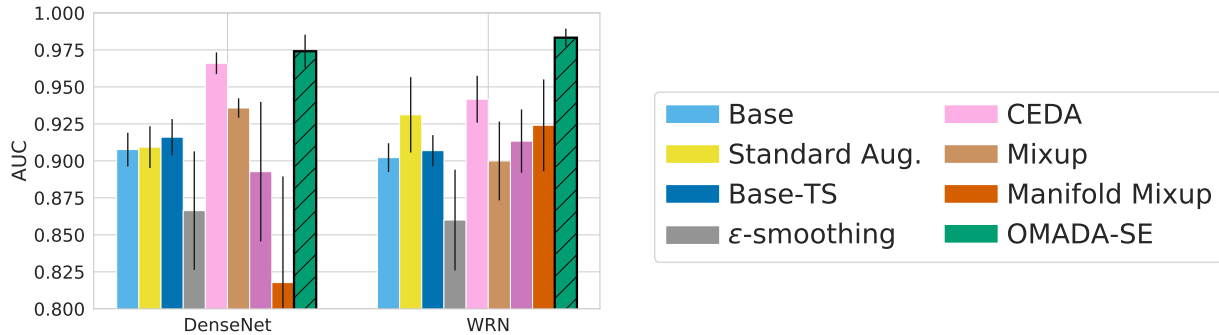 1.000
0.975
0.950
0.925
0.900
0.875
0.850
0.825
0.800
AUC
DenseNet
WRN
Base
Standard Aug.
Base-TS
ε-smoothing
CEDA
Mixup
Manifold Mixup
OMADA-SE